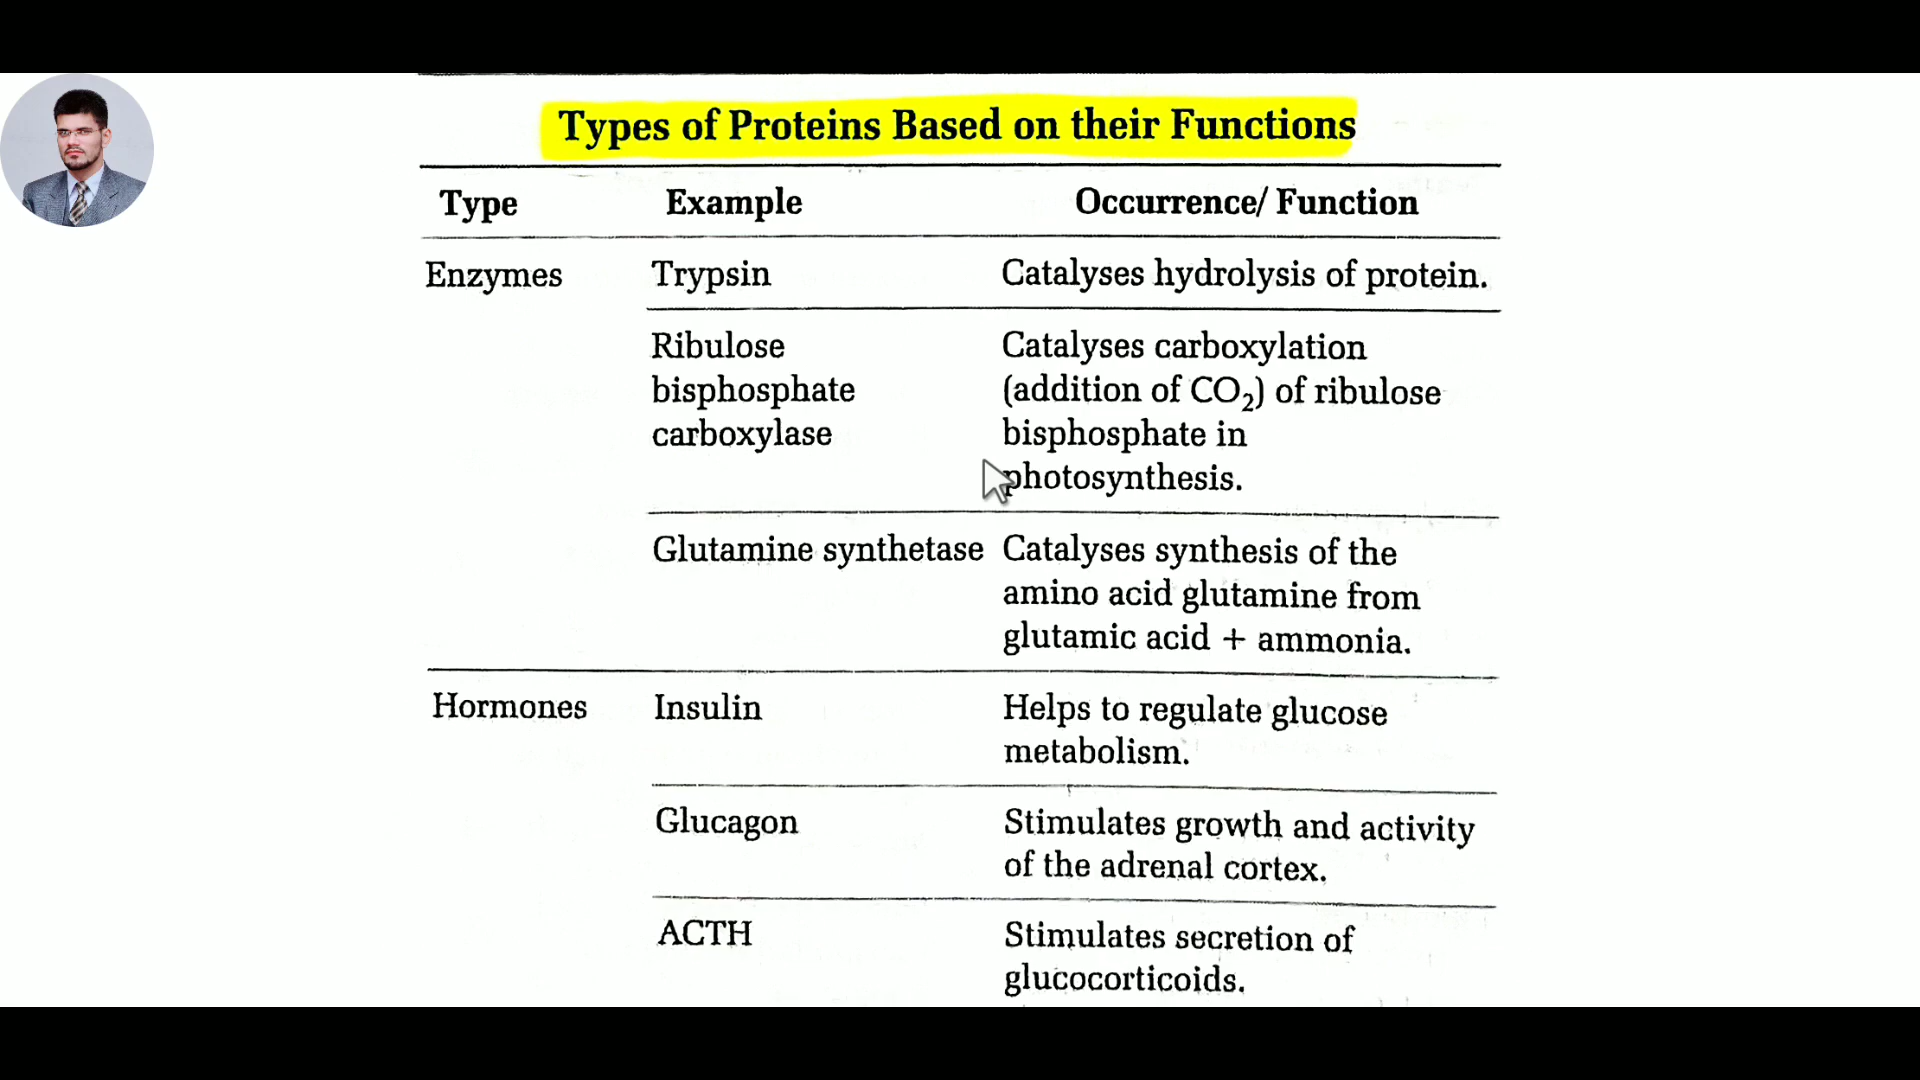 Types of Proteins Based on their Functions
Type Example Occurrence/ Function
Enzymes Trypsin Catalyses hydrolysis of protein.
Ribulose Catalyses carboxylation
bisphosphate (addition of CO₂) of ribulose
carboxylase bisphosphate in
photosynthesis.
Glutamine synthetase Catalyses synthesis of the
amino acid glutamine from
glutamic acid + ammonia.
Hormones Insulin Helps to regulate glucose
metabolism.
Glucagon Stimulates growth and activity
of the adrenal cortex.
ACTH Stimulates secretion of
glucocorticoids.